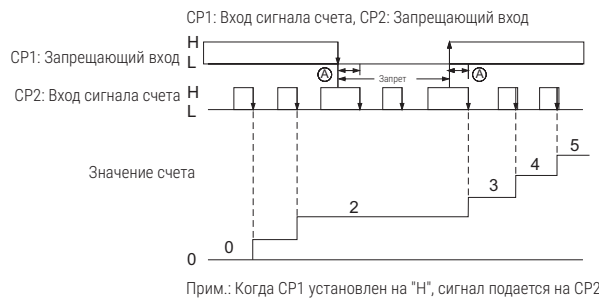 CP1: Вход сигнала счета, CP2: Запрещающий вход
H
CP1: Запрещающий вход
L
A
Запрет
A
CP2: Вход сигнала счета
H
L
5
4
Значение счета
3
2
0
0
Прим.: Когда CP1 установлен на "H", сигнал подается на CP2